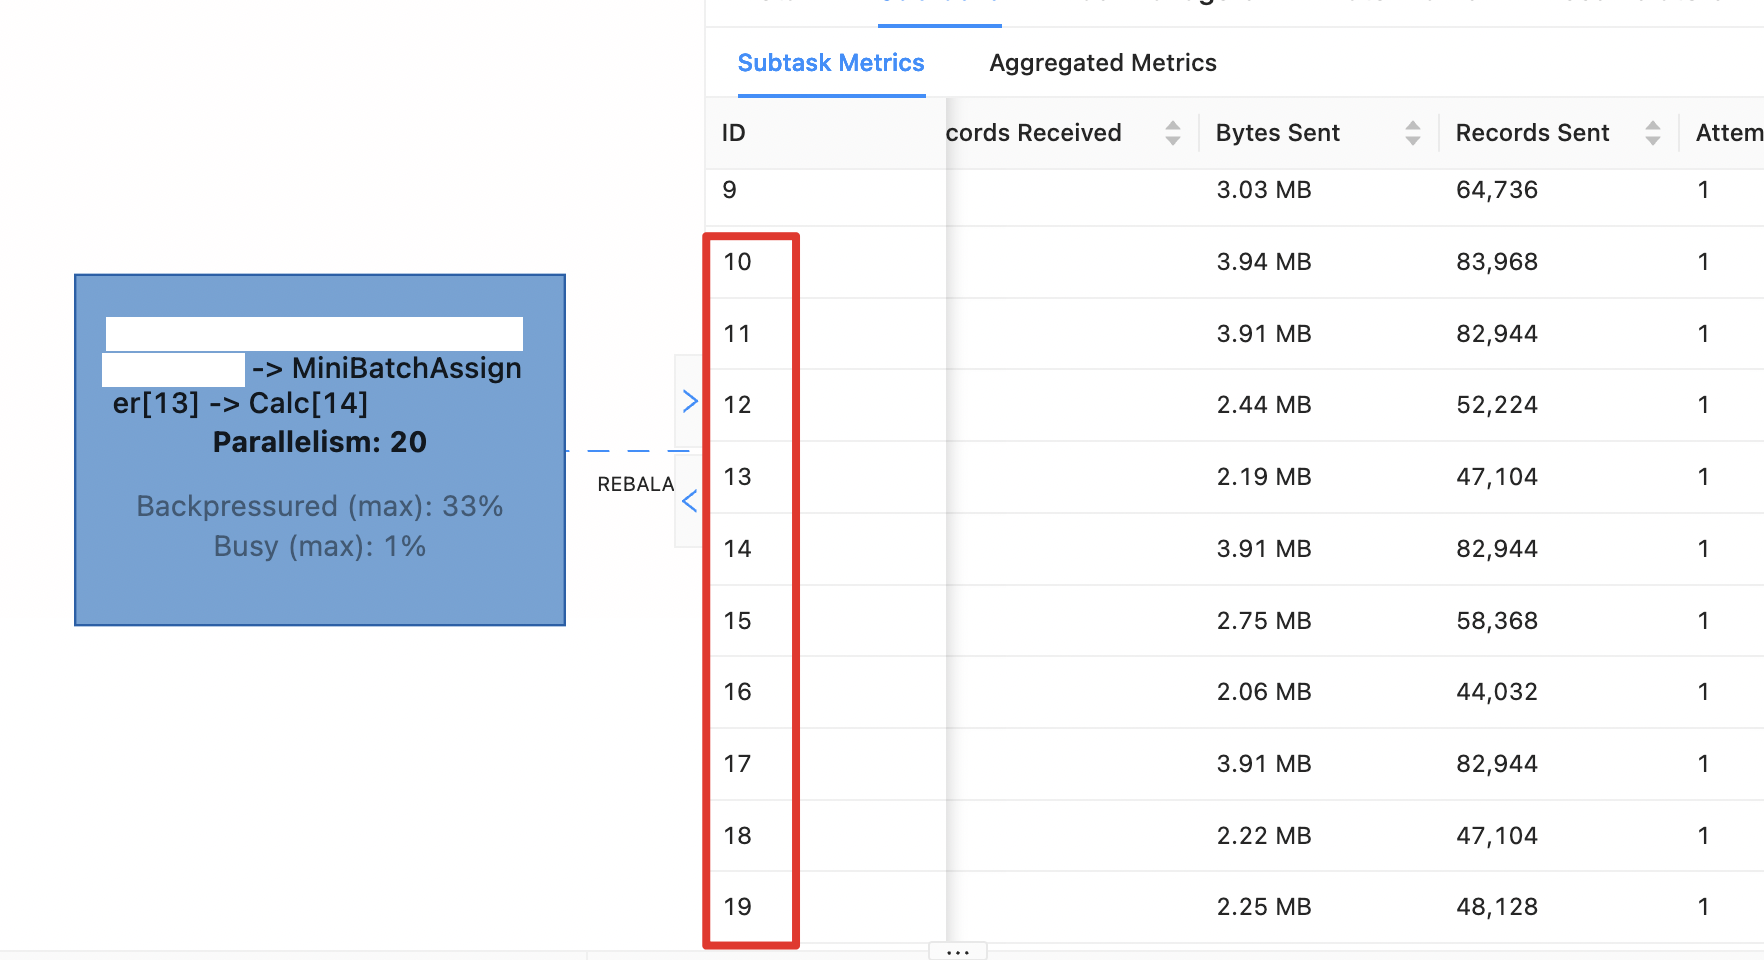 Subtask Metrics Aggregated Metrics
ID cords Received Bytes Sent Records Sent Attem
9 3.03 MB 64,736 1
10 3.94 MB 83,968 1
11 3.91 MB 82,944 1
12 2.44 MB 52,224 1
13 2.19 MB 47,104 1
14 3.91 MB 82,944 1
15 2.75 MB 58,368 1
16 2.06 MB 44,032 1
17 3.91 MB 82,944 1
18 2.22 MB 47,104 1
19 2.25 MB 48,128 1
-> MiniBatchAssign
er[13] -> Calc[14]
Parallelism: 20
Backpressured (max): 33%
Busy (max): 1%
REBALA
...